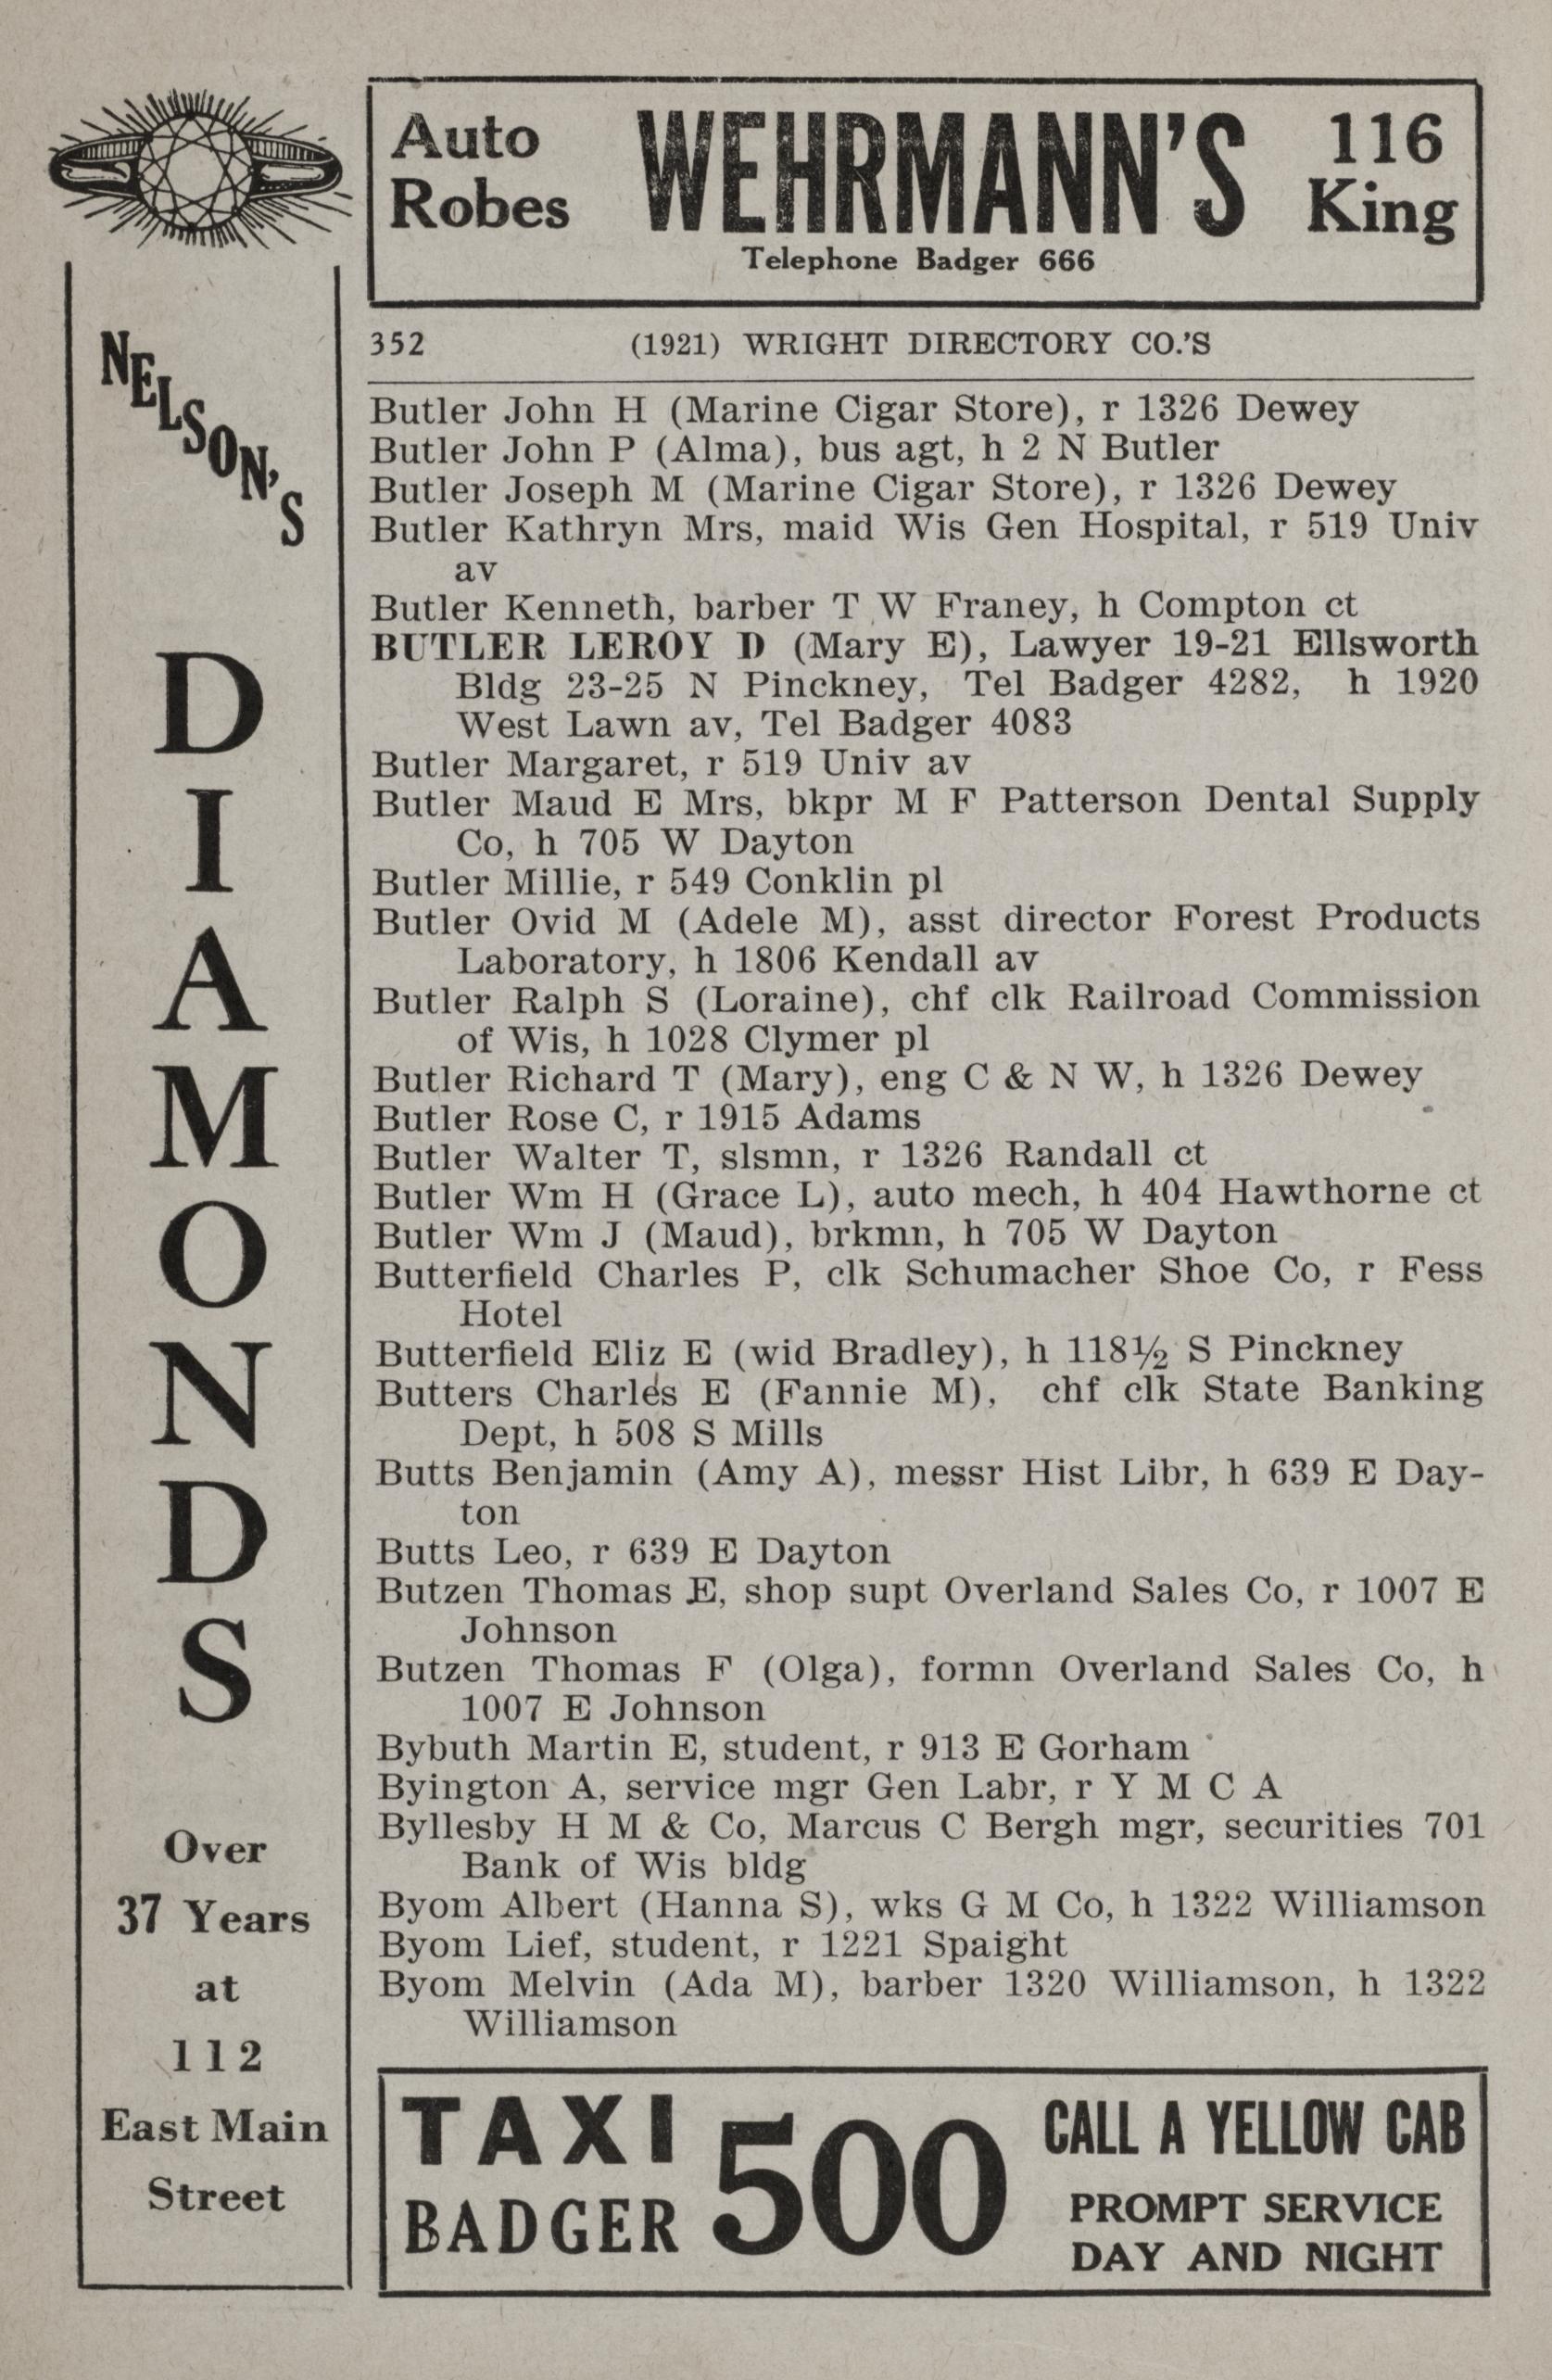 Auto
Robes
WEHRMANN'S
116
King
Telephone Badger 666
NELSON'S
DIAMONDS
Over
37 Years
at
112
East Main
Street
352 (1921) WRIGHT DIRECTORY CO.'S
Butler John H (Marine Cigar Store), r 1326 Dewey
Butler John P (Alma), bus agt, h 2 N Butler
Butler Joseph M (Marine Cigar Store), r 1326 Dewey
Butler Kathryn Mrs, maid Wis Gen Hospital, r 519 Univ
av
Butler Kenneth, barber T W Franey, h Compton ct
BUTLER LEROY D (Mary E), Lawyer 19-21 Ellsworth
Bldg 23-25 N Pinckney, Tel Badger 4282, h 1920
West Lawn av, Tel Badger 4083
Butler Margaret, r 519 Univ av
Butler Maud E Mrs, bkpr M F Patterson Dental Supply
Co, h 705 W Dayton
Butler Millie, r 549 Conklin pl
Butler Ovid M (Adele M), asst director Forest Products
Laboratory, h 1806 Kendall av
Butler Ralph S (Loraine), chf clk Railroad Commission
of Wis, h 1028 Clymer pl
Butler Richard T (Mary), eng C & N W, h 1326 Dewey
Butler Rose C, r 1915 Adams
Butler Walter T, slsmn, r 1326 Randall ct
Butler Wm H (Grace L), auto mech, h 404 Hawthorne ct
Butler Wm J (Maud), brkmn, h 705 W Dayton
Butterfield Charles P, clk Schumacher Shoe Co, r Fess
Hotel
Butterfield Eliz E (wid Bradley), h 118½ S Pinckney
Butters Charles E (Fannie M), chf clk State Banking
Dept, h 508 S Mills
Butts Benjamin (Amy A), messr Hist Libr, h 639 E Day-
ton
Butts Leo, r 639 E Dayton
Butzen Thomas E, shop supt Overland Sales Co, r 1007 E
Johnson
Butzen Thomas F (Olga), formn Overland Sales Co, h
1007 E Johnson
Bybuth Martin E, student, r 913 E Gorham
Byington A, service mgr Gen Labr, r Y M C A
Byllesby H M & Co, Marcus C Bergh mgr, securities 701
Bank of Wis bldg
Byom Albert (Hanna S), wks G M Co, h 1322 Williamson
Byom Lief, student, r 1221 Spaight
Byom Melvin (Ada M), barber 1320 Williamson, h 1322
Williamson
TAXI
BADGER
500
CALL A YELLOW CAB
PROMPT SERVICE
DAY AND NIGHT